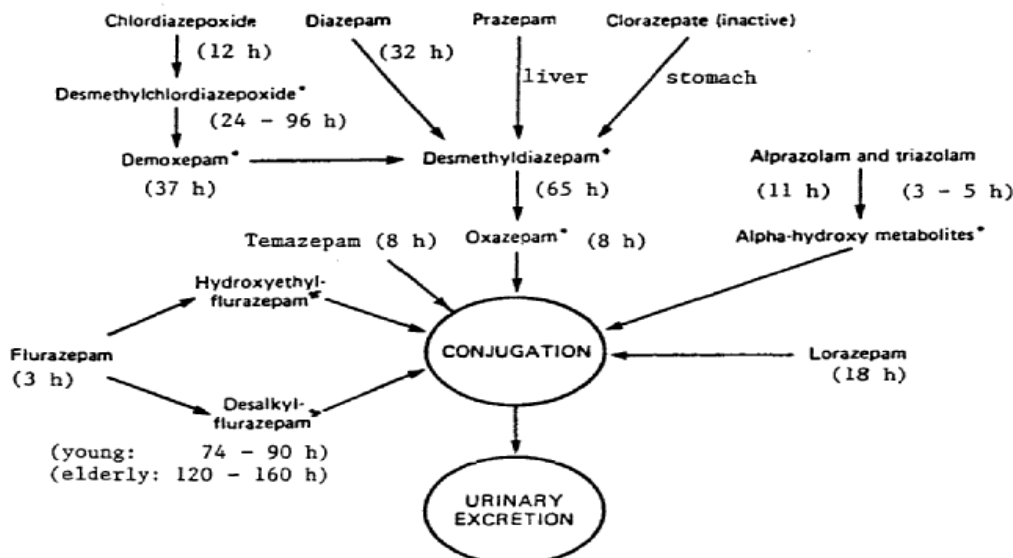 Chlordiazepoxide
Diazepam
Prazepam
Clorazepate (inactive)
(12 h)
(32 h)
liver
stomach
Desmethylchlordiazepoxide*
(24 - 96 h)
Demoxepam*
Desmethyldiazepam*
Alprazolam and triazolam
(37 h)
(65 h)
(11 h)
(3 - 5 h)
Temazepam (8 h)
Oxazepam*
(8 h)
Alpha-hydroxy metabolites*
Hydroxyethyl-
flurazepam*
Flurazepam
(3 h)
CONJUGATION
Lorazepam
(18 h)
Desalkyl-
flurazepam*
(young: 74 - 90 h)
(elderly: 120 - 160 h)
URINARY
EXCRETION